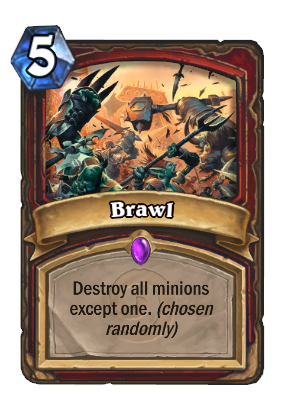 5
Brawl
Destroy all minions
except one. (chosen
randomly)